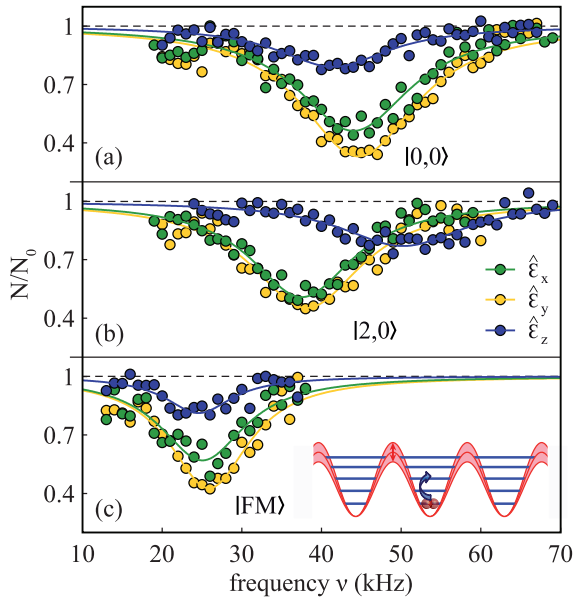 1
0.7
0.4
(a)
|0,0⟩
1
0.7
0.4
N/N₀
ε̂ₓ
ε̂ᵧ
ε̂_z
(b)
|2,0⟩
1
0.7
0.4
(c)
|FM⟩
10 20 30 40 50 60 70
frequency ν (kHz)